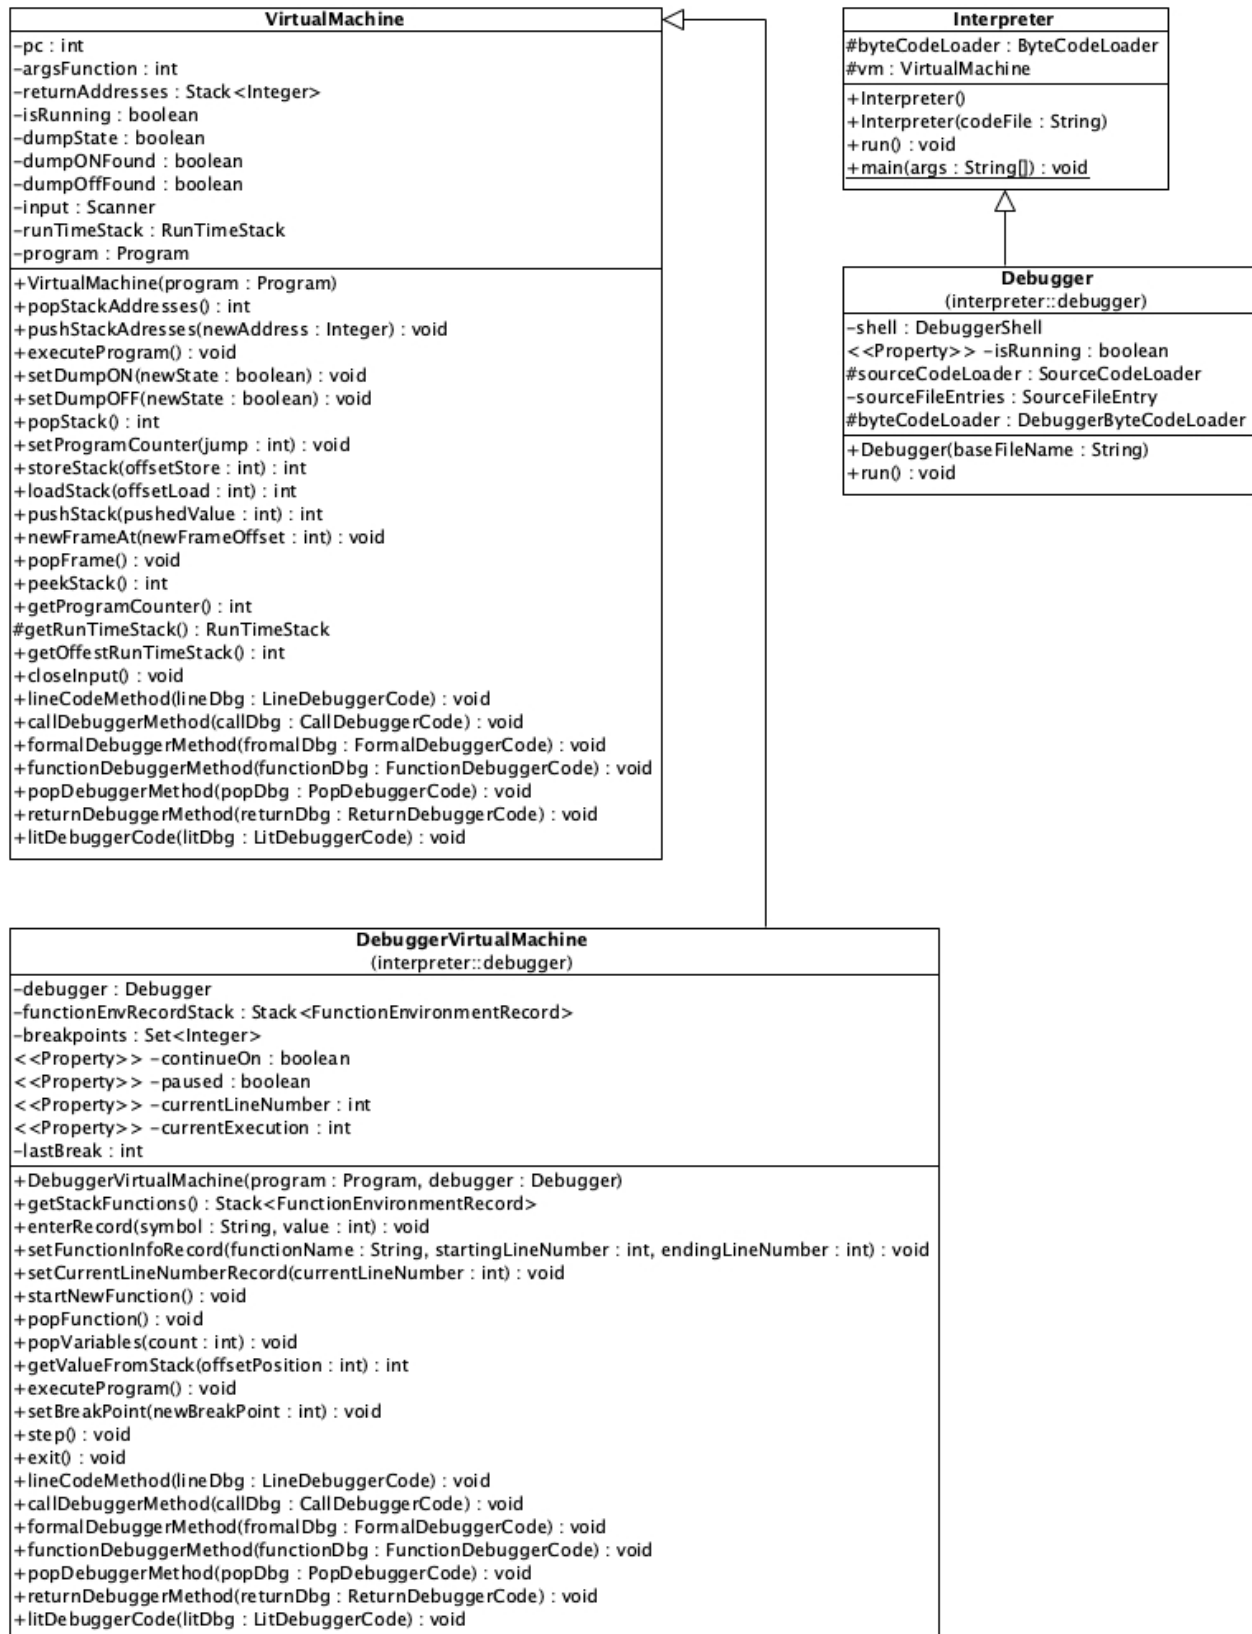 VirtualMachine
-pc : int
-argsFunction : int
-returnAddresses : Stack<Integer>
-isRunning : boolean
-dumpState : boolean
-dumpONFound : boolean
-dumpOffFound : boolean
-input : Scanner
-runTimeStack : RunTimeStack
-program : Program
+VirtualMachine(program : Program)
+popStackAddresses() : int
+pushStackAdresses(newAddress : Integer) : void
+executeProgram() : void
+setDumpON(newState : boolean) : void
+setDumpOFF(newState : boolean) : void
+popStack() : int
+setProgramCounter(jump : int) : void
+storeStack(offsetStore : int) : int
+loadStack(offsetLoad : int) : int
+pushStack(pushedValue : int) : int
+newFrameAt(newFrameOffset : int) : void
+popFrame() : void
+peekStack() : int
+getProgramCounter() : int
#getRunTimeStack() : RunTimeStack
+getOffestRunTimeStack() : int
+closeInput() : void
+lineCodeMethod(lineDbg : LineDebuggerCode) : void
+callDebuggerMethod(callDbg : CallDebuggerCode) : void
+formalDebuggerMethod(fromalDbg : FormalDebuggerCode) : void
+functionDebuggerMethod(functionDbg : FunctionDebuggerCode) : void
+popDebuggerMethod(popDbg : PopDebuggerCode) : void
+returnDebuggerMethod(returnDbg : ReturnDebuggerCode) : void
+litDebuggerCode(litDbg : LitDebuggerCode) : void
Interpreter
#byteCodeLoader : ByteCodeLoader
#vm : VirtualMachine
+Interpreter()
+Interpreter(codeFile : String)
+run() : void
+main(args : String[]) : void
Debugger
(interpreter::debugger)
-shell : DebuggerShell
<<Property>> -isRunning : boolean
#sourceCodeLoader : SourceCodeLoader
-sourceFileEntries : SourceFileEntry
#byteCodeLoader : DebuggerByteCodeLoader
+Debugger(baseFileName : String)
+run() : void
DebuggerVirtualMachine
(interpreter::debugger)
-debugger : Debugger
-functionEnvRecordStack : Stack<FunctionEnvironmentRecord>
-breakpoints : Set<Integer>
<<Property>> -continueOn : boolean
<<Property>> -paused : boolean
<<Property>> -currentLineNumber : int
<<Property>> -currentExecution : int
-lastBreak : int
+DebuggerVirtualMachine(program : Program, debugger : Debugger)
+getStackFunctions() : Stack<FunctionEnvironmentRecord>
+enterRecord(symbol : String, value : int) : void
+setFunctionInfoRecord(functionName : String, startingLineNumber : int, endingLineNumber : int) : void
+setCurrentLineNumberRecord(currentLineNumber : int) : void
+startNewFunction() : void
+popFunction() : void
+popVariables(count : int) : void
+getValueFromStack(offsetPosition : int) : int
+executeProgram() : void
+setBreakPoint(newBreakPoint : int) : void
+step() : void
+exit() : void
+lineCodeMethod(lineDbg : LineDebuggerCode) : void
+callDebuggerMethod(callDbg : CallDebuggerCode) : void
+formalDebuggerMethod(fromalDbg : FormalDebuggerCode) : void
+functionDebuggerMethod(functionDbg : FunctionDebuggerCode) : void
+popDebuggerMethod(popDbg : PopDebuggerCode) : void
+returnDebuggerMethod(returnDbg : ReturnDebuggerCode) : void
+litDebuggerCode(litDbg : LitDebuggerCode) : void